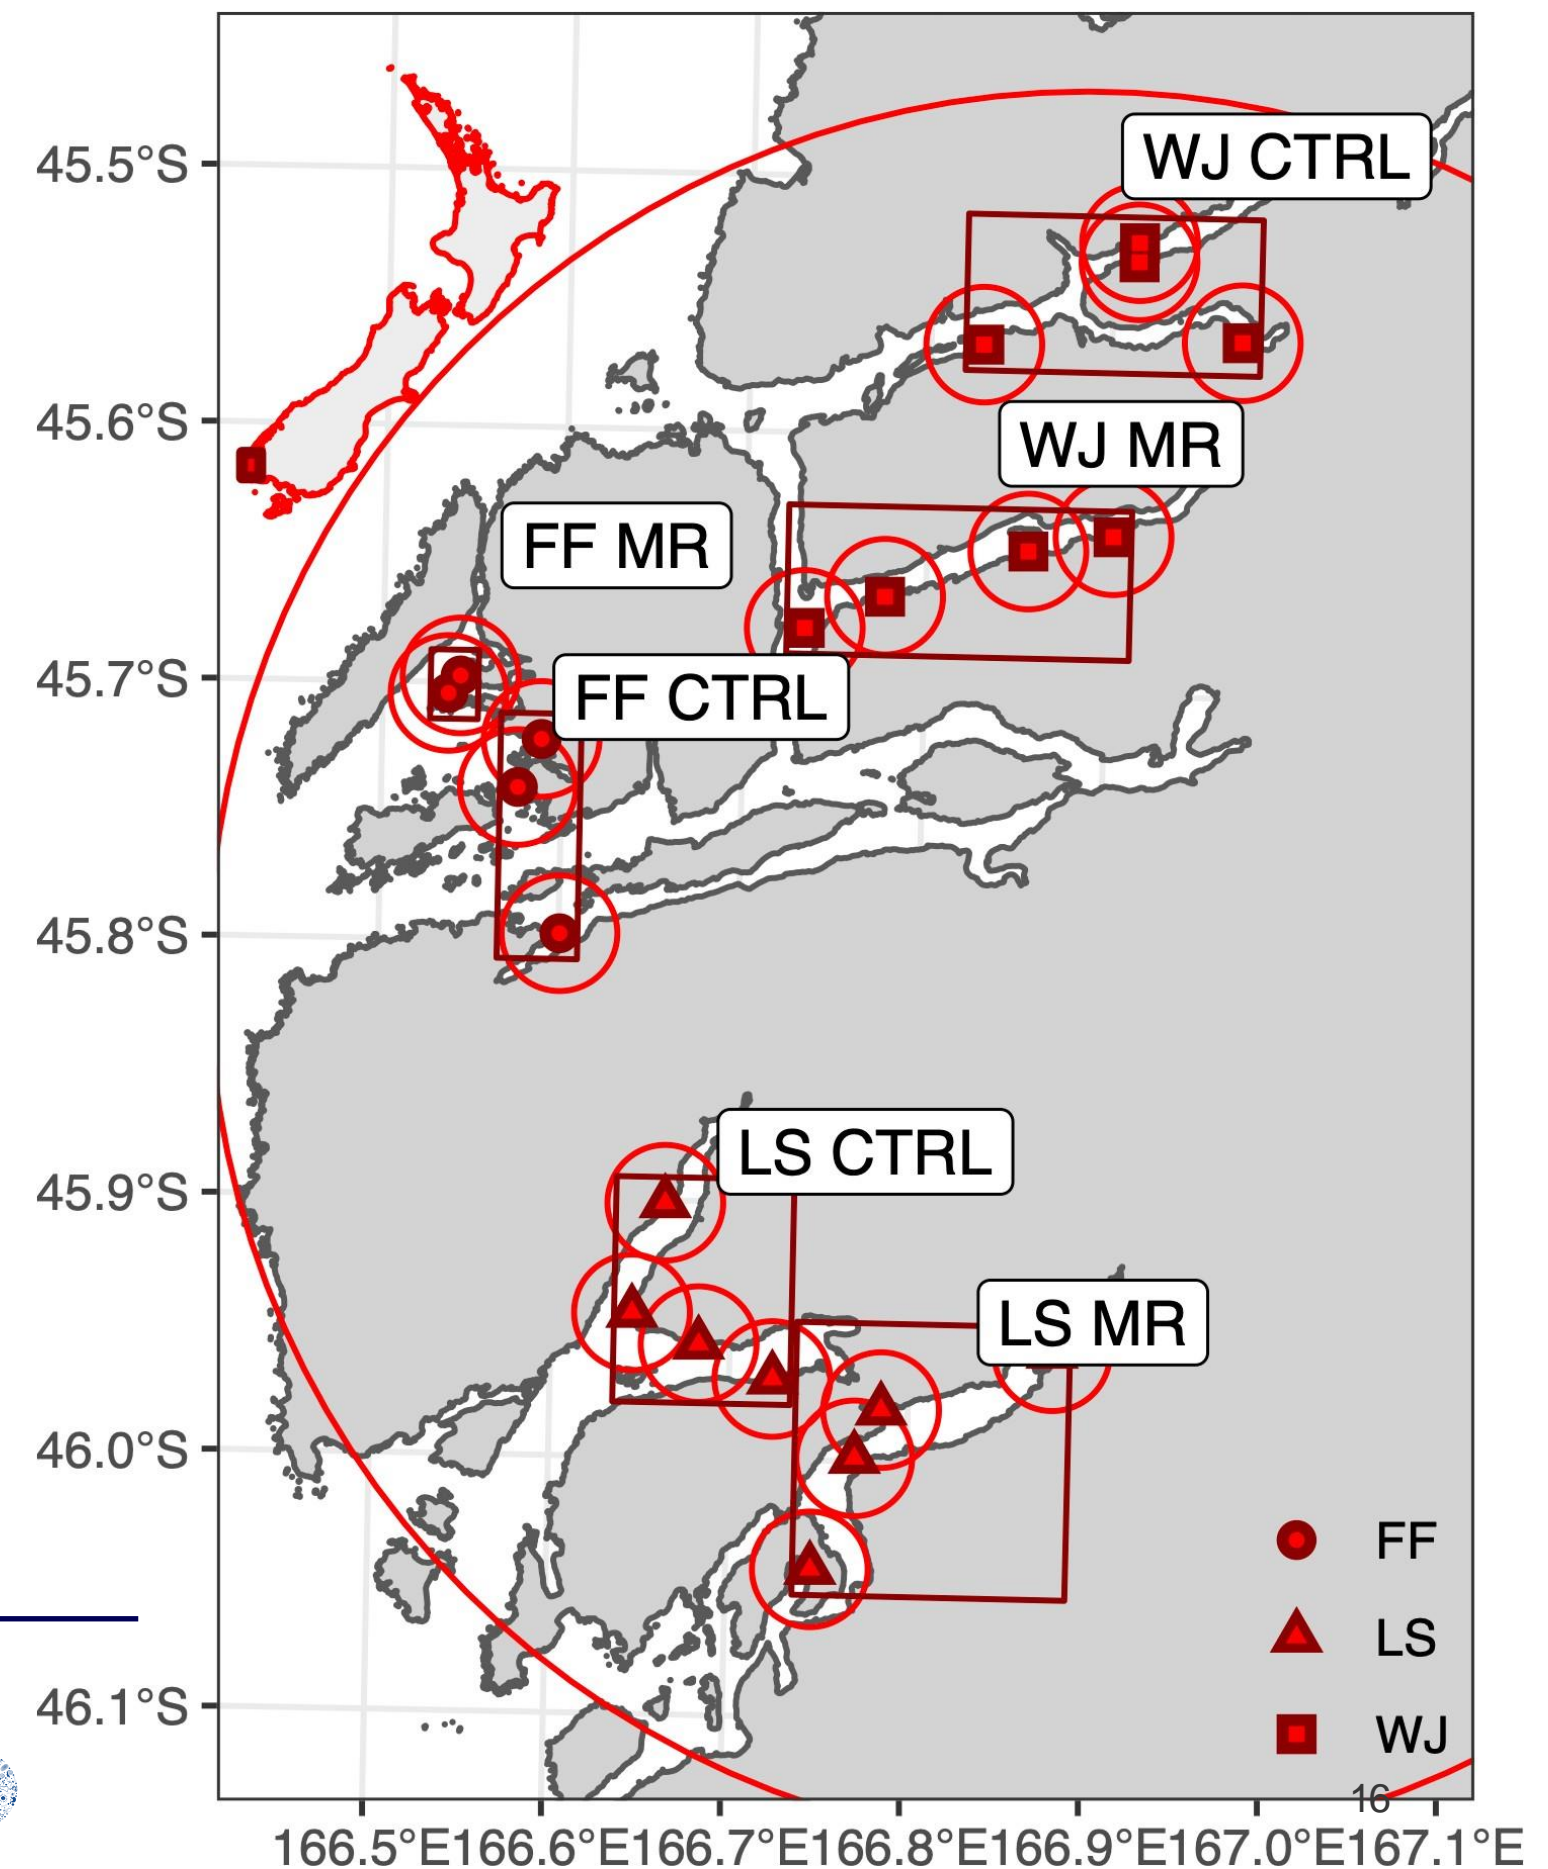 WJ CTRL
45.5°S
45.6°S
WJ MR
FF MR
45.7°S
FF CTRL
45.8°S
LS CTRL
45.9°S
LS MR
46.0°S
FF
LS
46.1°S
WJ
16
166.5°E166.6°E166.7°E166.8°E166.9°E167.0°E167.1°E